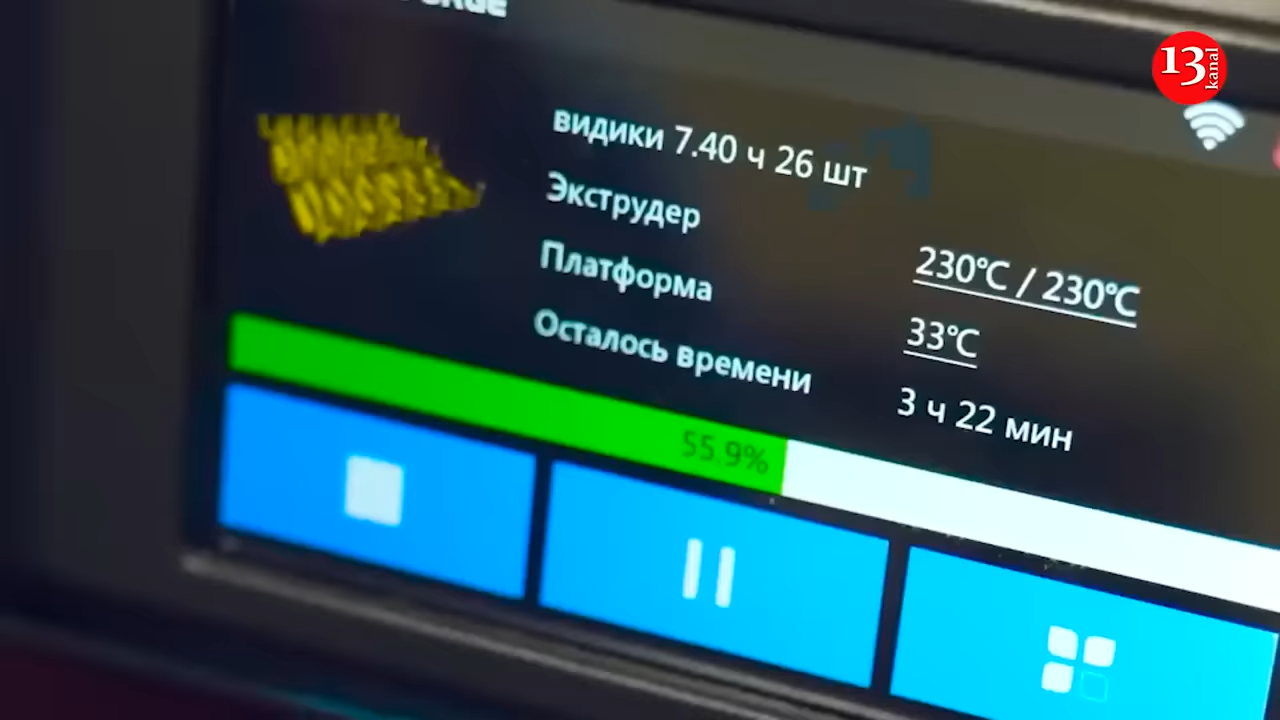 13 kanal
видики 7.40 ч 26 шт
Экструдер 230°C / 230°C
Платформа 33°C
Осталось времени 3 ч 22 мин
55.9%